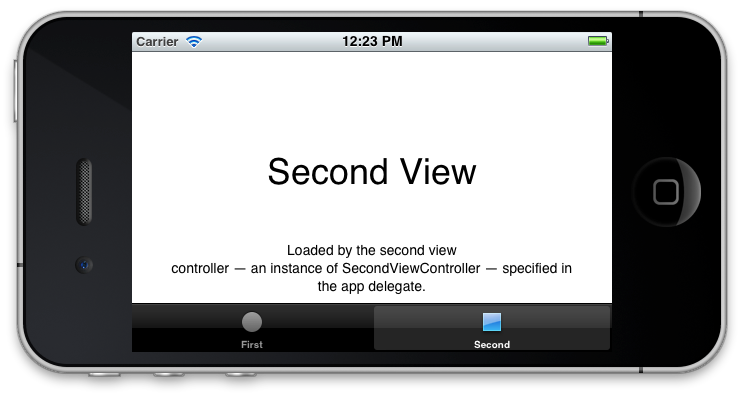 Carrier 12:23 PM
Second View
Loaded by the second view
controller — an instance of SecondViewController — specified in
the app delegate.
First Second